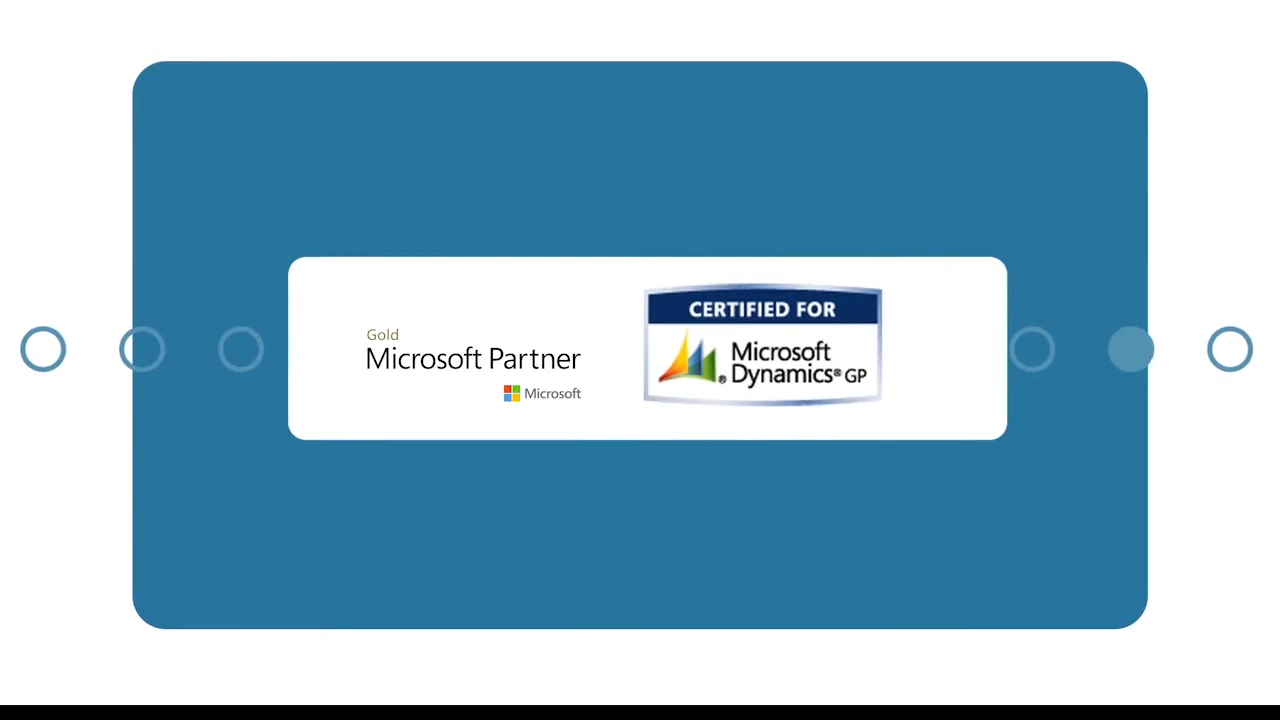 Gold
Microsoft Partner
Microsoft
CERTIFIED FOR
Microsoft
® Dynamics® GP